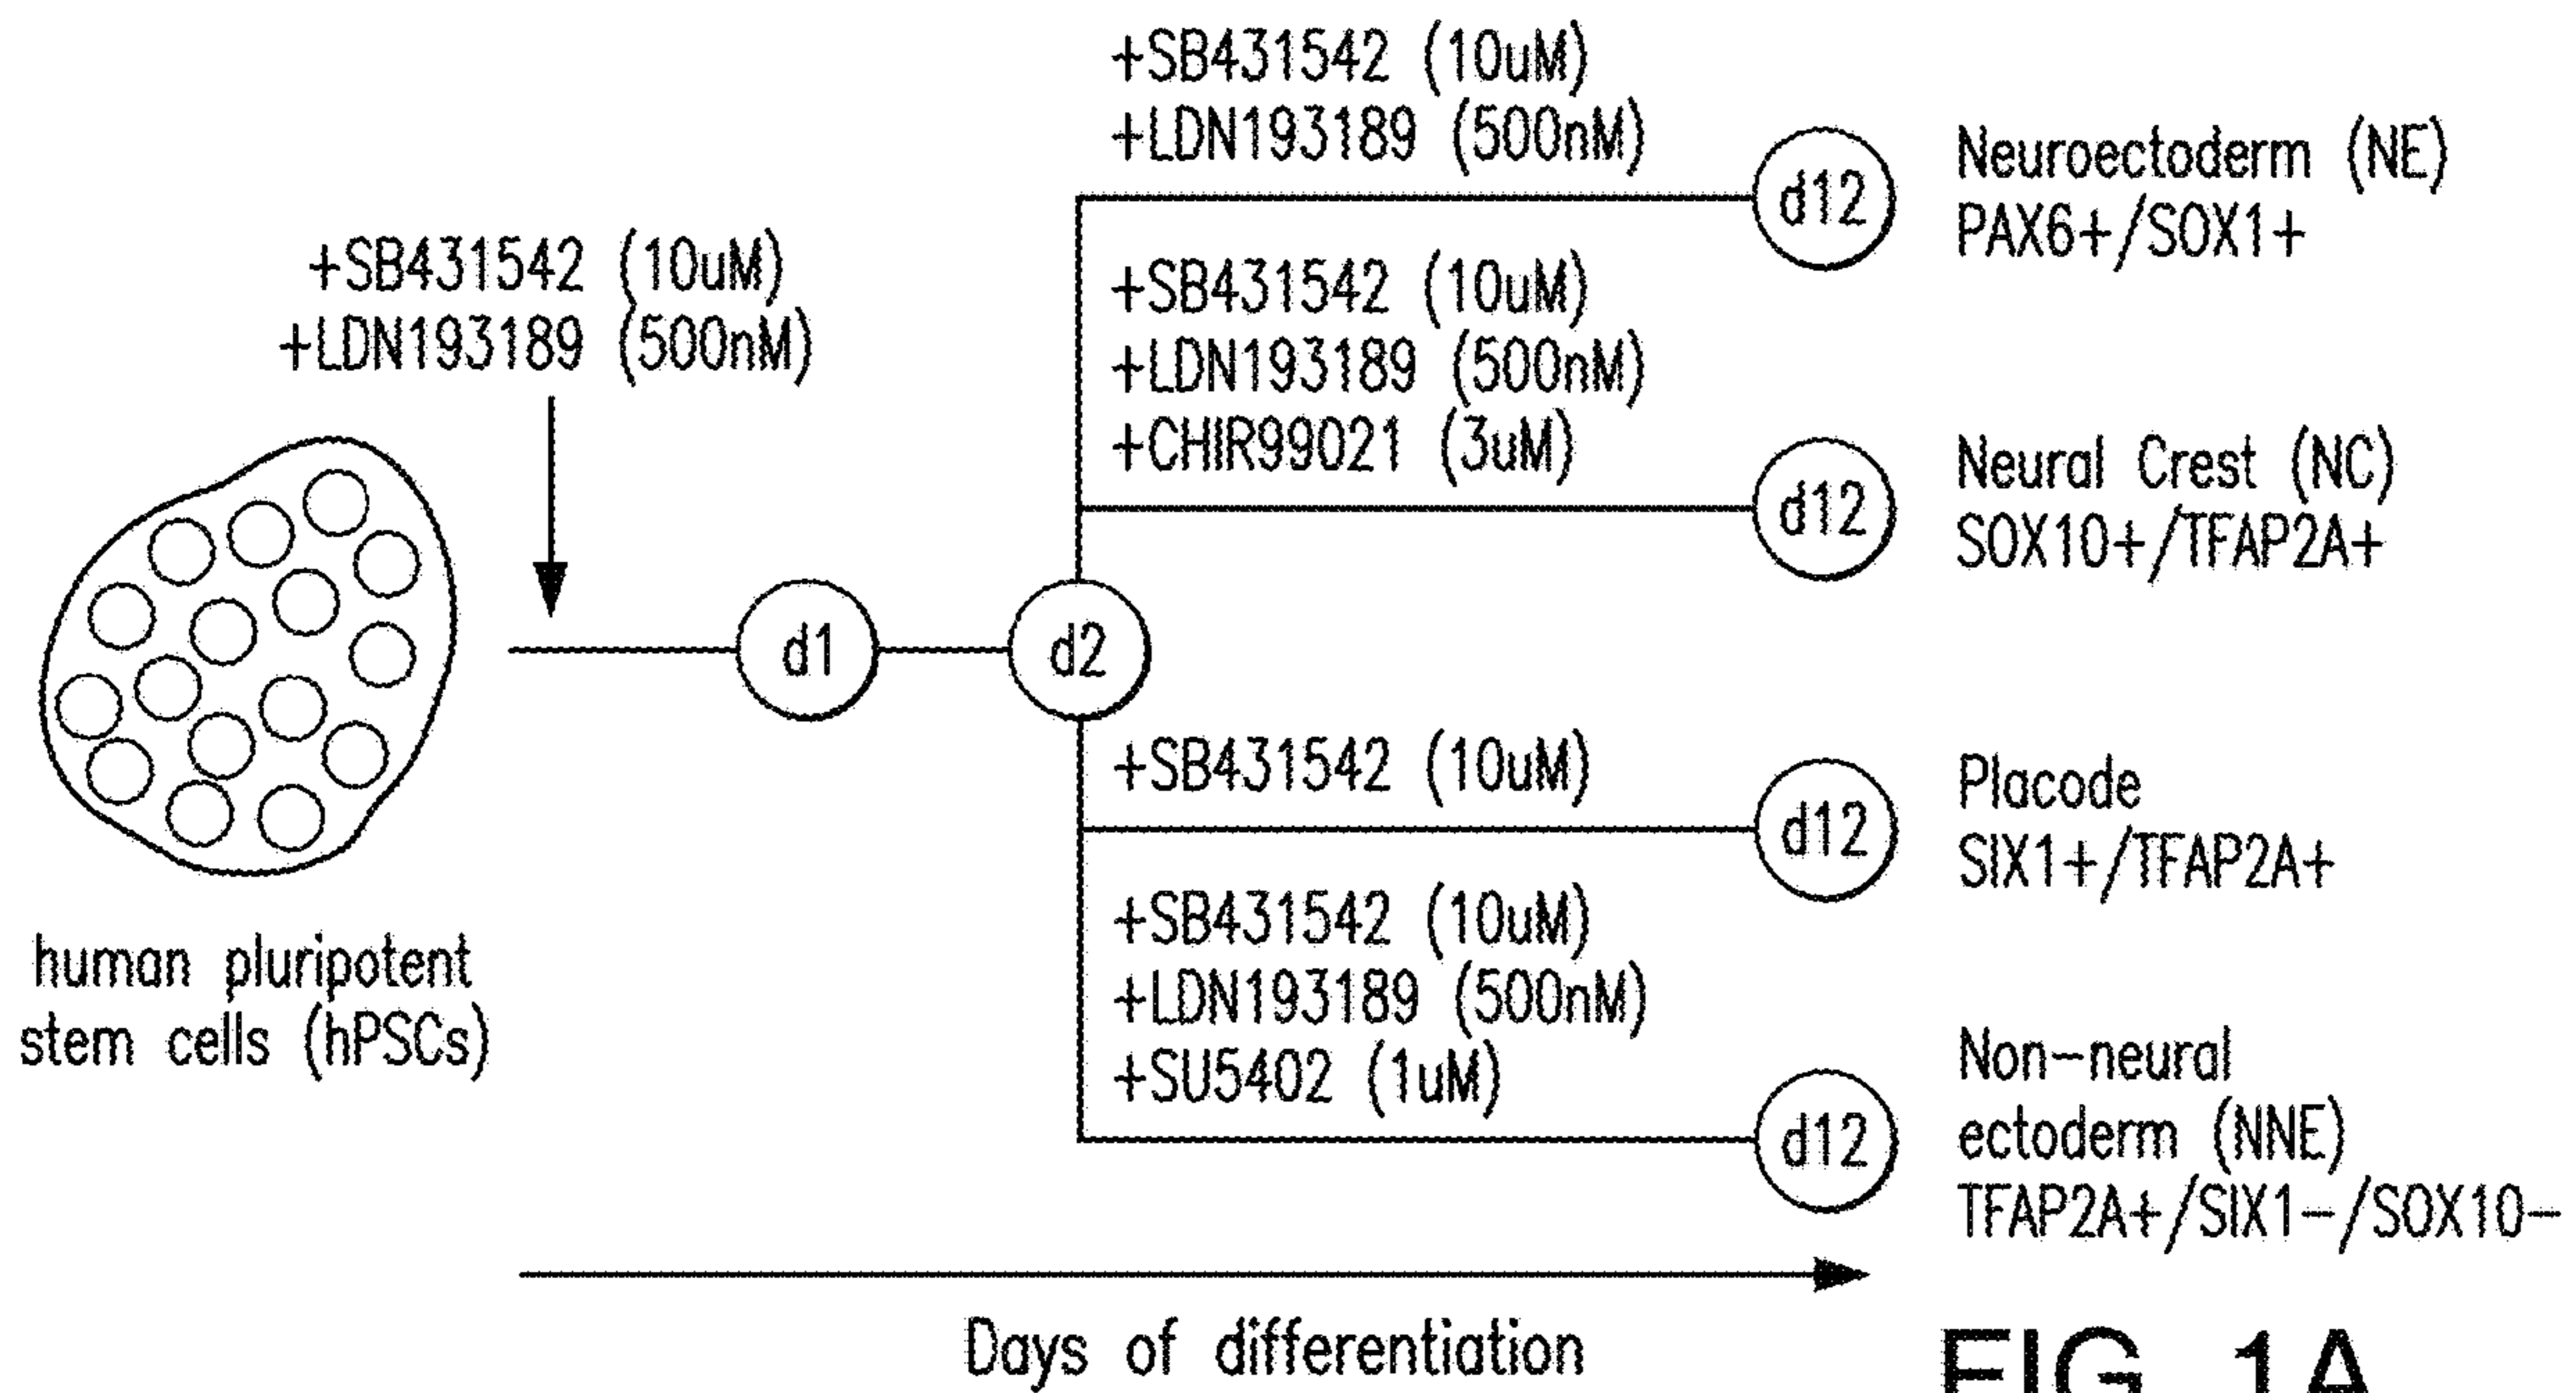 +SB431542 (10uM)
+LDN193189 (500nM)
human pluripotent
stem cells (hPSCs)
d1
d2
+SB431542 (10uM)
+LDN193189 (500nM)
d12
Neuroectoderm (NE)
PAX6+/SOX1+
+SB431542 (10uM)
+LDN193189 (500nM)
+CHIR99021 (3uM)
d12
Neural Crest (NC)
SOX10+/TFAP2A+
+SB431542 (10uM)
d12
Placode
SIX1+/TFAP2A+
+SB431542 (10uM)
+LDN193189 (500nM)
+SU5402 (1uM)
d12
Non-neural
ectoderm (NNE)
TFAP2A+/SIX1-/SOX10-
Days of differentiation
FIG. 1A